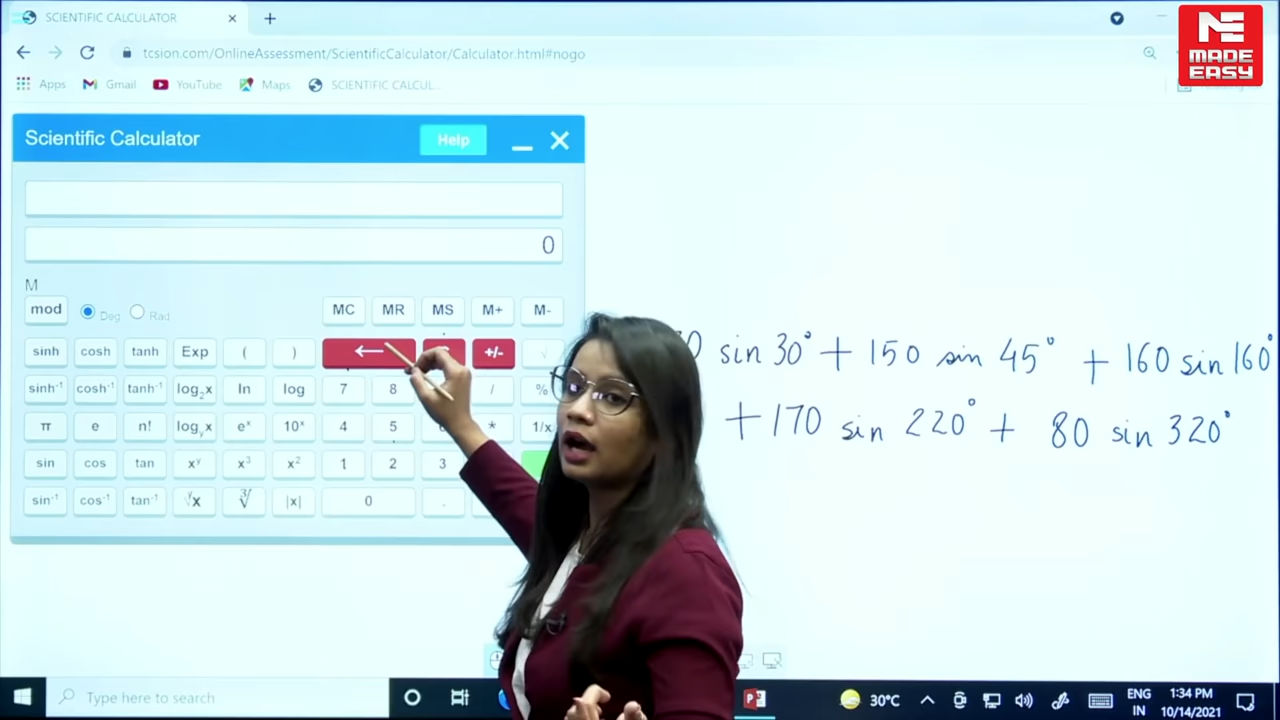 SCIENTIFIC CALCULATOR
tcsion.com/OnlineAssessment/ScientificCalculator/Calculator.html#nogo
Apps Gmail YouTube Maps SCIENTIFIC CALCUL
MADE EASY
Scientific Calculator Help
0
M
mod Deg Rad MC MR MS M+ M-
sinh cosh tanh Exp ( ) ← +/- √
sinh⁻¹ cosh⁻¹ tanh⁻¹ log₂x ln log 7 8 / %
π e n! logᵧx eˣ 10ˣ 4 5 * 1/x
sin cos tan xʸ x³ x² 1 2 3
sin⁻¹ cos⁻¹ tan⁻¹ ʸ√x ∛ |x| 0 .
sin 30° + 150 sin 45° + 160 sin 160°
+ 170 sin 220° + 80 sin 320°
Type here to search
30°C ENG IN 1:34 PM 10/14/2021